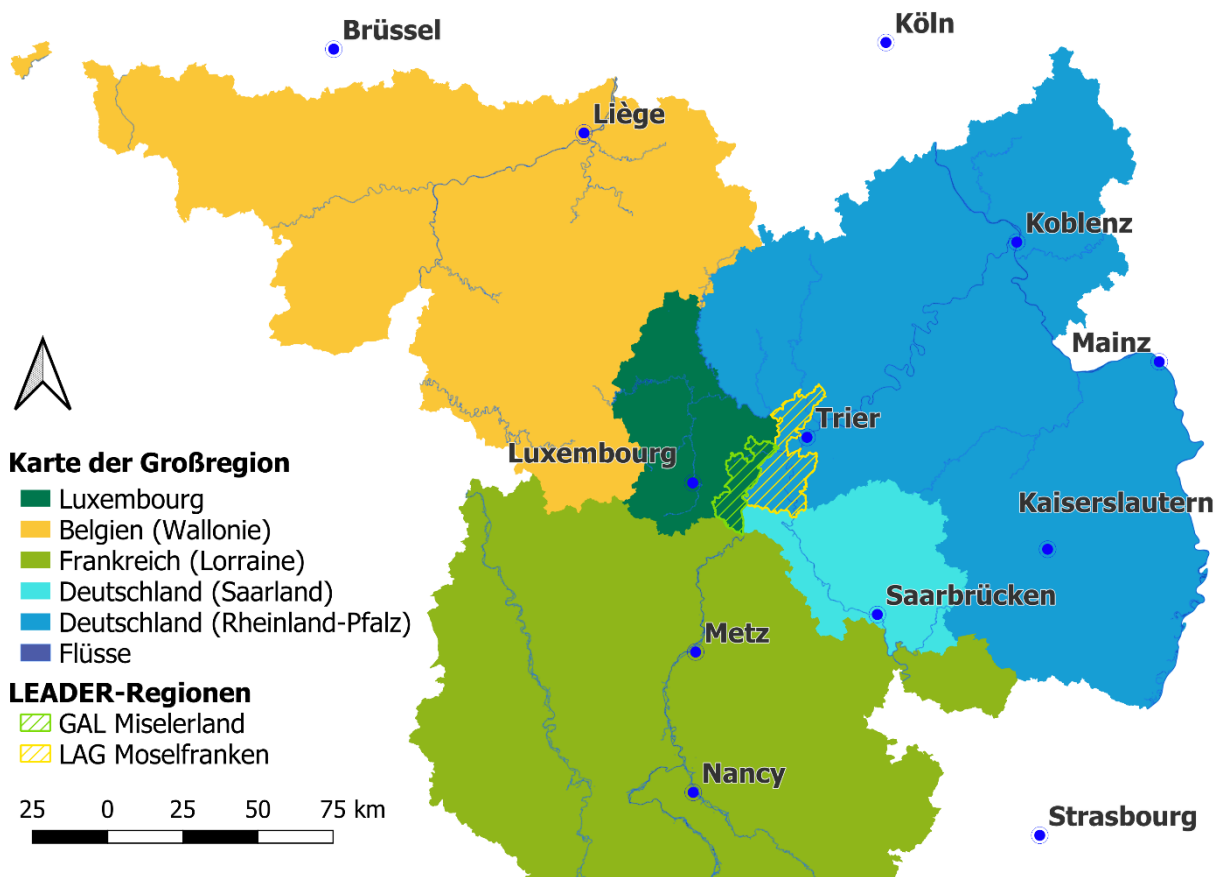 Brüssel
Köln
Liège
Koblenz
Mainz
Trier
Luxembourg
Kaiserslautern
Saarbrücken
Metz
Nancy
Strasbourg
Karte der Großregion
Luxembourg
Belgien (Wallonie)
Frankreich (Lorraine)
Deutschland (Saarland)
Deutschland (Rheinland-Pfalz)
Flüsse
LEADER-Regionen
GAL Miselerland
LAG Moselfranken
25 0 25 50 75 km